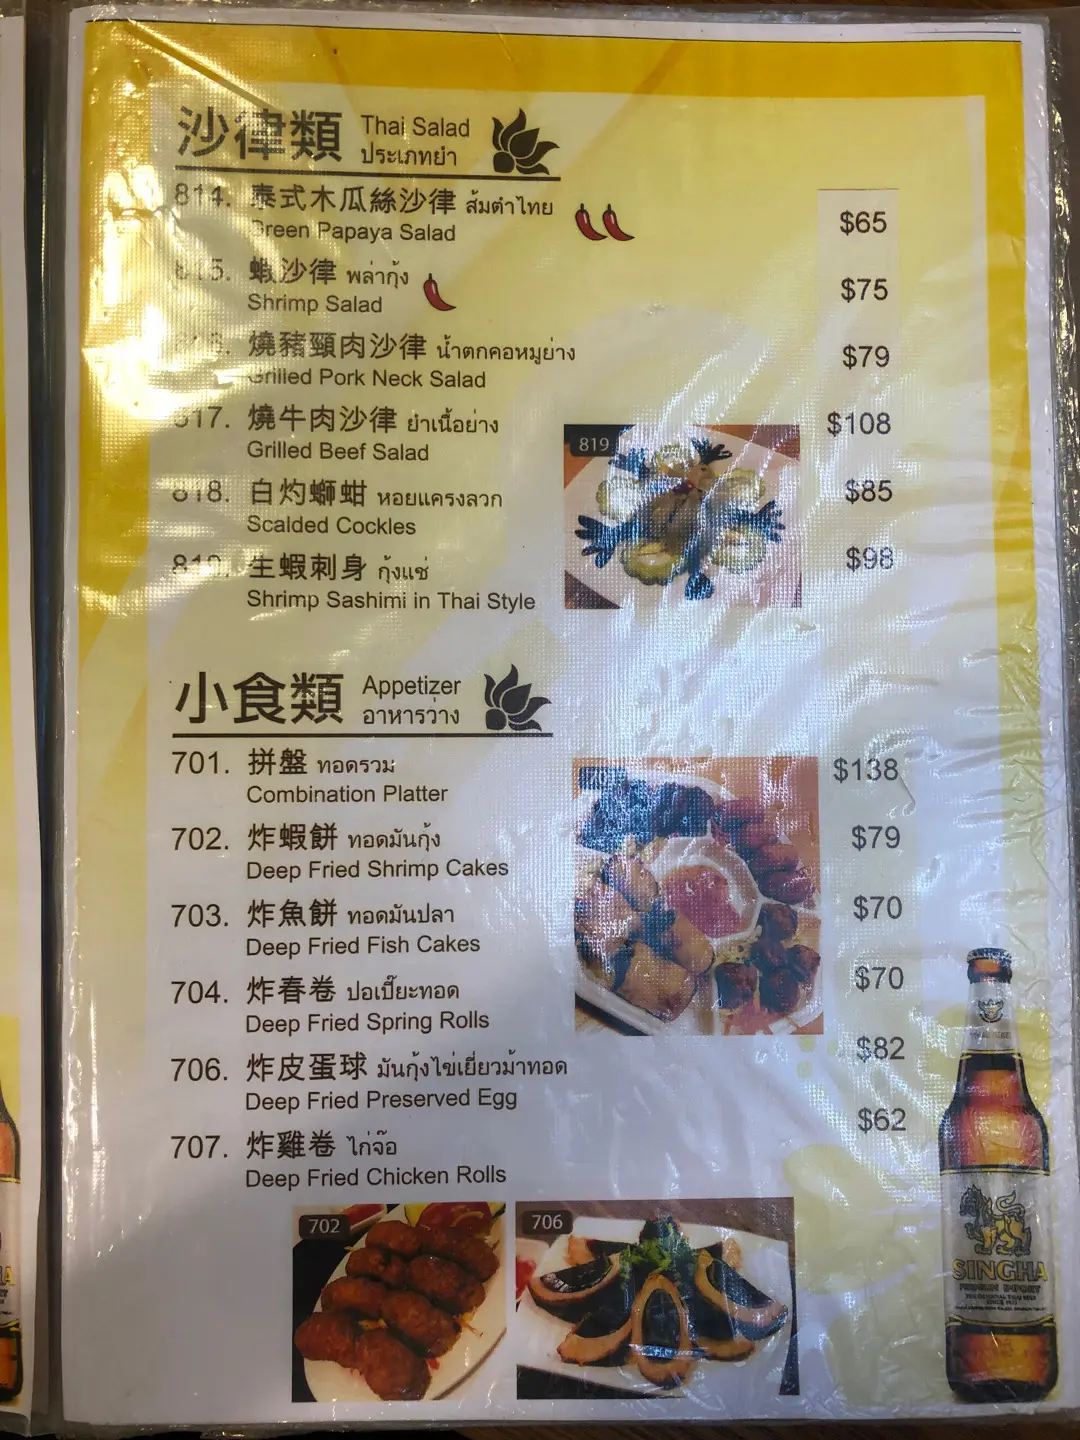 沙律類 Thai Salad
ประเภทยำ
814. 泰式木瓜絲沙律 ส้มตำไทย $65
Green Papaya Salad
815. 蝦沙律 พล่ากุ้ง $75
Shrimp Salad
816. 燒豬頸肉沙律 น้ำตกคอหมูย่าง $79
Grilled Pork Neck Salad
817. 燒牛肉沙律 ยำเนื้อย่าง $108
Grilled Beef Salad
818. 白灼螄蚶 หอยแครงลวก $85
Scalded Cockles
819. 生蝦刺身 กุ้งแช่ $98
Shrimp Sashimi in Thai Style
819
小食類 Appetizer
อาหารว่าง
701. 拼盤 ทอดรวม $138
Combination Platter
702. 炸蝦餅 ทอดมันกุ้ง $79
Deep Fried Shrimp Cakes
703. 炸魚餅 ทอดมันปลา $70
Deep Fried Fish Cakes
704. 炸春卷 ปอเปี๊ยะทอด $70
Deep Fried Spring Rolls
706. 炸皮蛋球 มันกุ้งไข่เยี่ยวม้าทอด $82
Deep Fried Preserved Egg
707. 炸雞卷 ไก่จ๊อ $62
Deep Fried Chicken Rolls
702
706
SINGHA
PREMIUM IMPORT